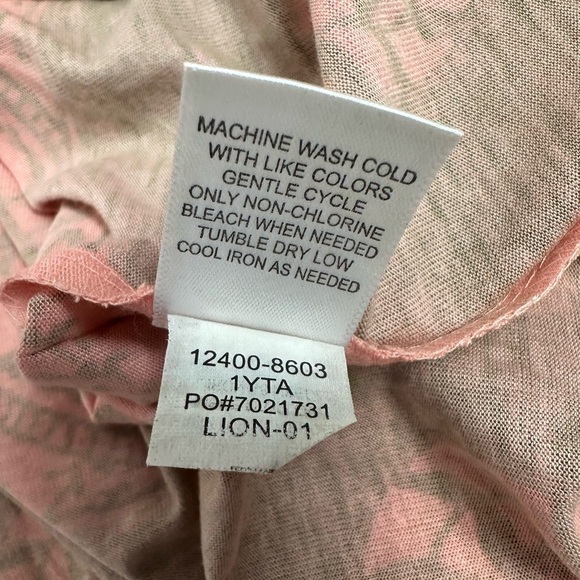 MACHINE WASH COLD
WITH LIKE COLORS
GENTLE CYCLE
ONLY NON-CHLORINE
BLEACH WHEN NEEDED
TUMBLE DRY LOW
COOL IRON AS NEEDED
12400-8603
1YTA
PO#7021731
LION-01